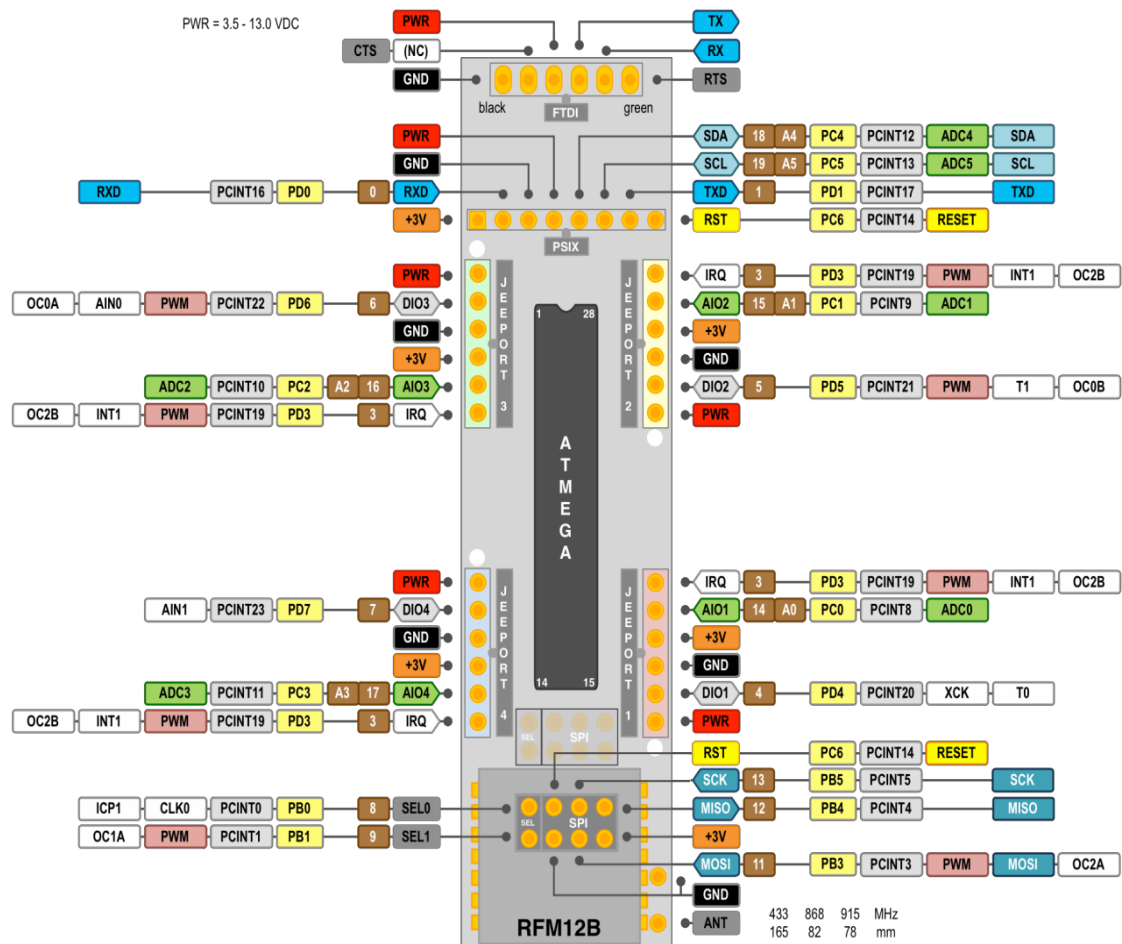 PWR = 3.5 - 13.0 VDC
PWR TX
CTS (NC) RX
GND RTS
black green
FTDI
PWR SDA 18 A4 PC4 PCINT12 ADC4 SDA
GND SCL 19 A5 PC5 PCINT13 ADC5 SCL
RXD PCINT16 PD0 0 RXD TXD 1 PD1 PCINT17 TXD
+3V RST PC6 PCINT14 RESET
PSIX
PWR IRQ 3 PD3 PCINT19 PWM INT1 OC2B
OC0A AIN0 PWM PCINT22 PD6 6 DIO3 AIO2 15 A1 PC1 PCINT9 ADC1
GND +3V
+3V GND
ADC2 PCINT10 PC2 A2 16 AIO3 DIO2 5 PD5 PCINT21 PWM T1 OC0B
OC2B INT1 PWM PCINT19 PD3 3 IRQ PWR
JEEPORT 3
JEEPORT 2
1 28
ATMEGA
14 15
PWR IRQ 3 PD3 PCINT19 PWM INT1 OC2B
AIN1 PCINT23 PD7 7 DIO4 AIO1 14 A0 PC0 PCINT8 ADC0
GND +3V
+3V GND
ADC3 PCINT11 PC3 A3 17 AIO4 DIO1 4 PD4 PCINT20 XCK T0
OC2B INT1 PWM PCINT19 PD3 3 IRQ PWR
JEEPORT 4
JEEPORT 1
SEL SPI
RST PC6 PCINT14 RESET
SCK 13 PB5 PCINT5 SCK
ICP1 CLK0 PCINT0 PB0 8 SEL0 MISO 12 PB4 PCINT4 MISO
SEL SPI
OC1A PWM PCINT1 PB1 9 SEL1 +3V
MOSI 11 PB3 PCINT3 PWM MOSI OC2A
GND
RFM12B
ANT
433 868 915 MHz
165 82 78 mm